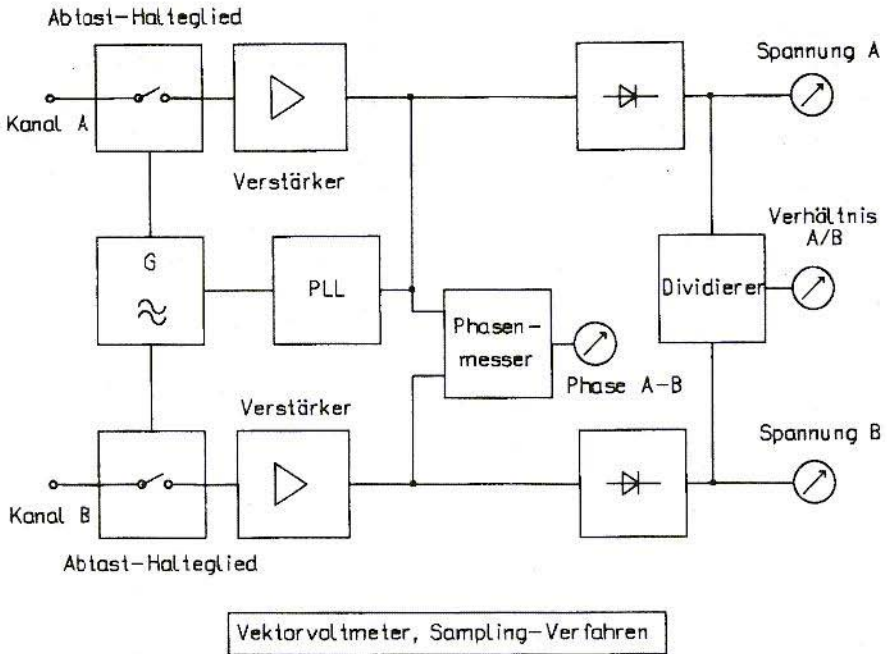 Abtast-Halteglied
Spannung A
Kanal A
Verstärker
Verhältnis
A/B
G
PLL
Dividierer
Phasen-
messer
Phase A-B
Verstärker
Spannung B
Kanal B
Abtast-Halteglied
Vektorvoltmeter, Sampling-Verfahren